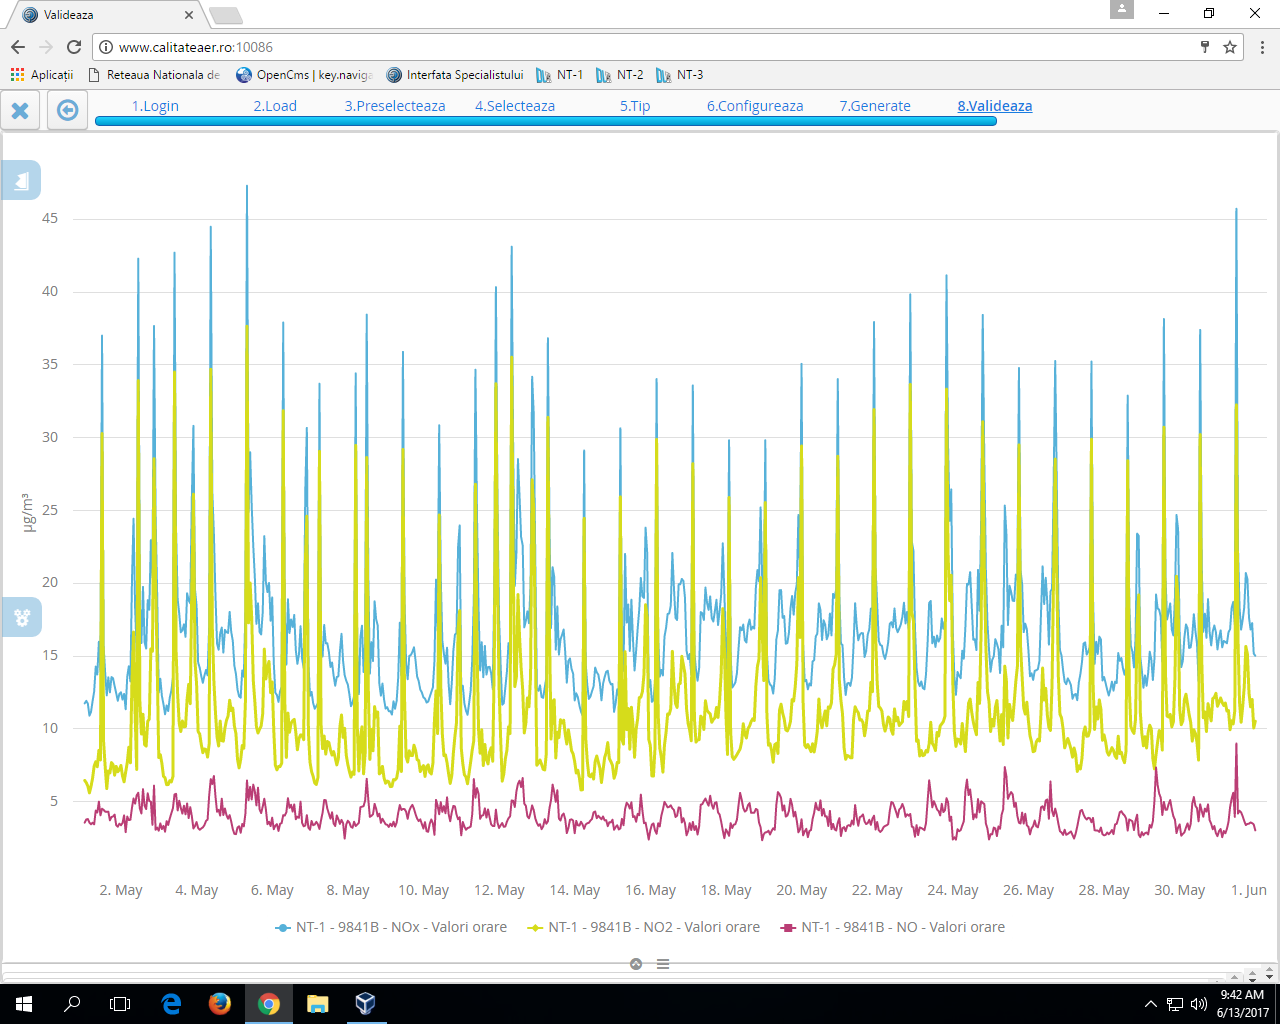 Valideaza
www.calitateaer.ro:10086
Aplicații
Reteaua Nationala de
OpenCms | key.naviga
Interfata Specialistului
NT-1
NT-2
NT-3
1.Login
2.Load
3.Preselecteaza
4.Selecteaza
5.Tip
6.Configureaza
7.Generate
8.Valideaza
45
40
35
30
25
20
15
10
5
µg/m³
2. May
4. May
6. May
8. May
10. May
12. May
14. May
16. May
18. May
20. May
22. May
24. May
26. May
28. May
30. May
1. Jun
NT-1 - 9841B - NOx - Valori orare
NT-1 - 9841B - NO2 - Valori orare
NT-1 - 9841B - NO - Valori orare
9:42 AM
6/13/2017